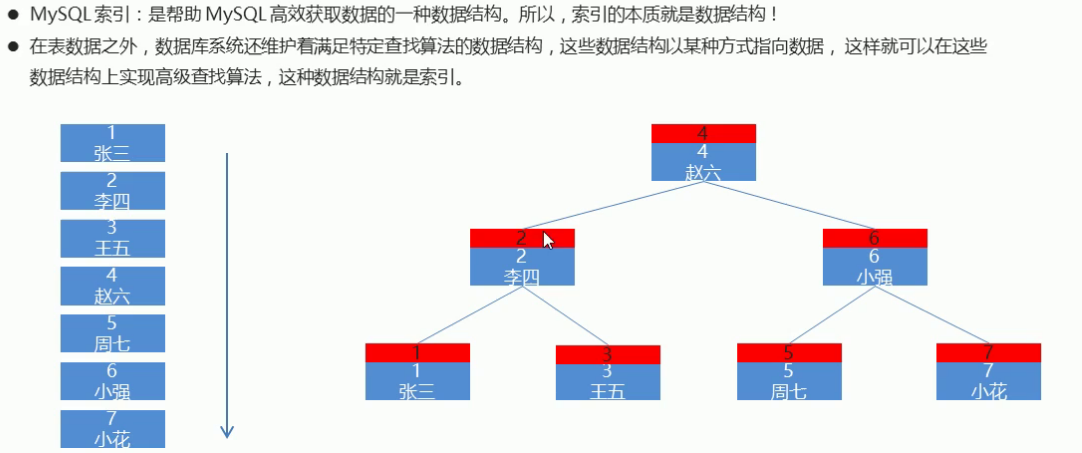 ● MySQL索引：是帮助MySQL高效获取数据的一种数据结构。所以，索引的本质就是数据结构！
● 在表数据之外，数据库系统还维护着满足特定查找算法的数据结构，这些数据结构以某种方式指向数据， 这样就可以在这些
数据结构上实现高级查找算法，这种数据结构就是索引。
1
张三
2
李四
3
王五
4
赵六
5
周七
6
小强
7
小花
4
4
赵六
2
2
李四
6
6
小强
1
1
张三
3
3
王五
5
5
周七
7
7
小花